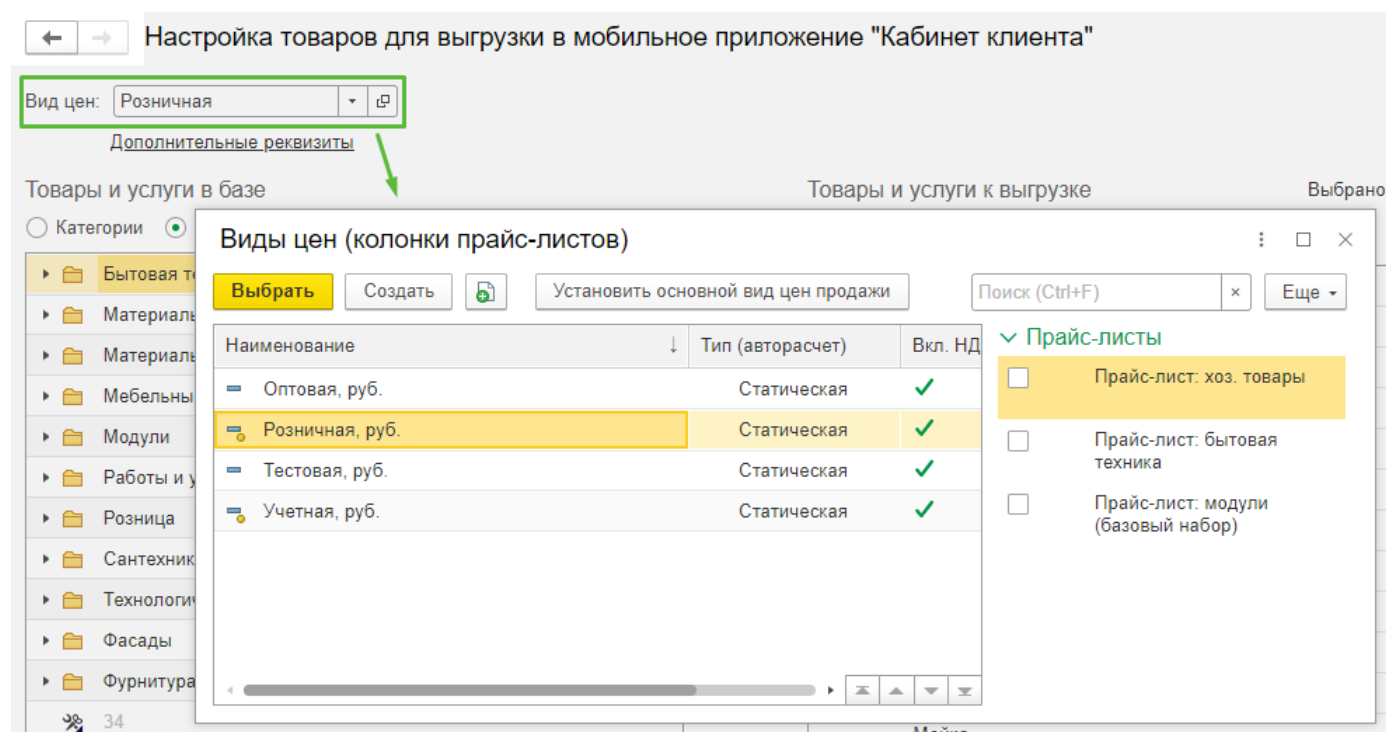 Настройка товаров для выгрузки в мобильное приложение "Кабинет клиента"
Вид цен: Розничная
Дополнительные реквизиты
Товары и услуги в базе
Товары и услуги к выгрузке
Выбрано
Категории
Виды цен (колонки прайс-листов)
Выбрать
Создать
Установить основной вид цен продажи
Поиск (Ctrl+F)
×
Еще
Наименование
Тип (авторасчет)
Вкл. НД
Прайс-листы
Оптовая, руб.
Статическая
Розничная, руб.
Статическая
Тестовая, руб.
Статическая
Учетная, руб.
Статическая
Прайс-лист: хоз. товары
Прайс-лист: бытовая
техника
Прайс-лист: модули
(базовый набор)
Бытовая т
Материаль
Материаль
Мебельны
Модули
Работы и у
Розница
Сантехник
Технологич
Фасады
Фурнитура
34